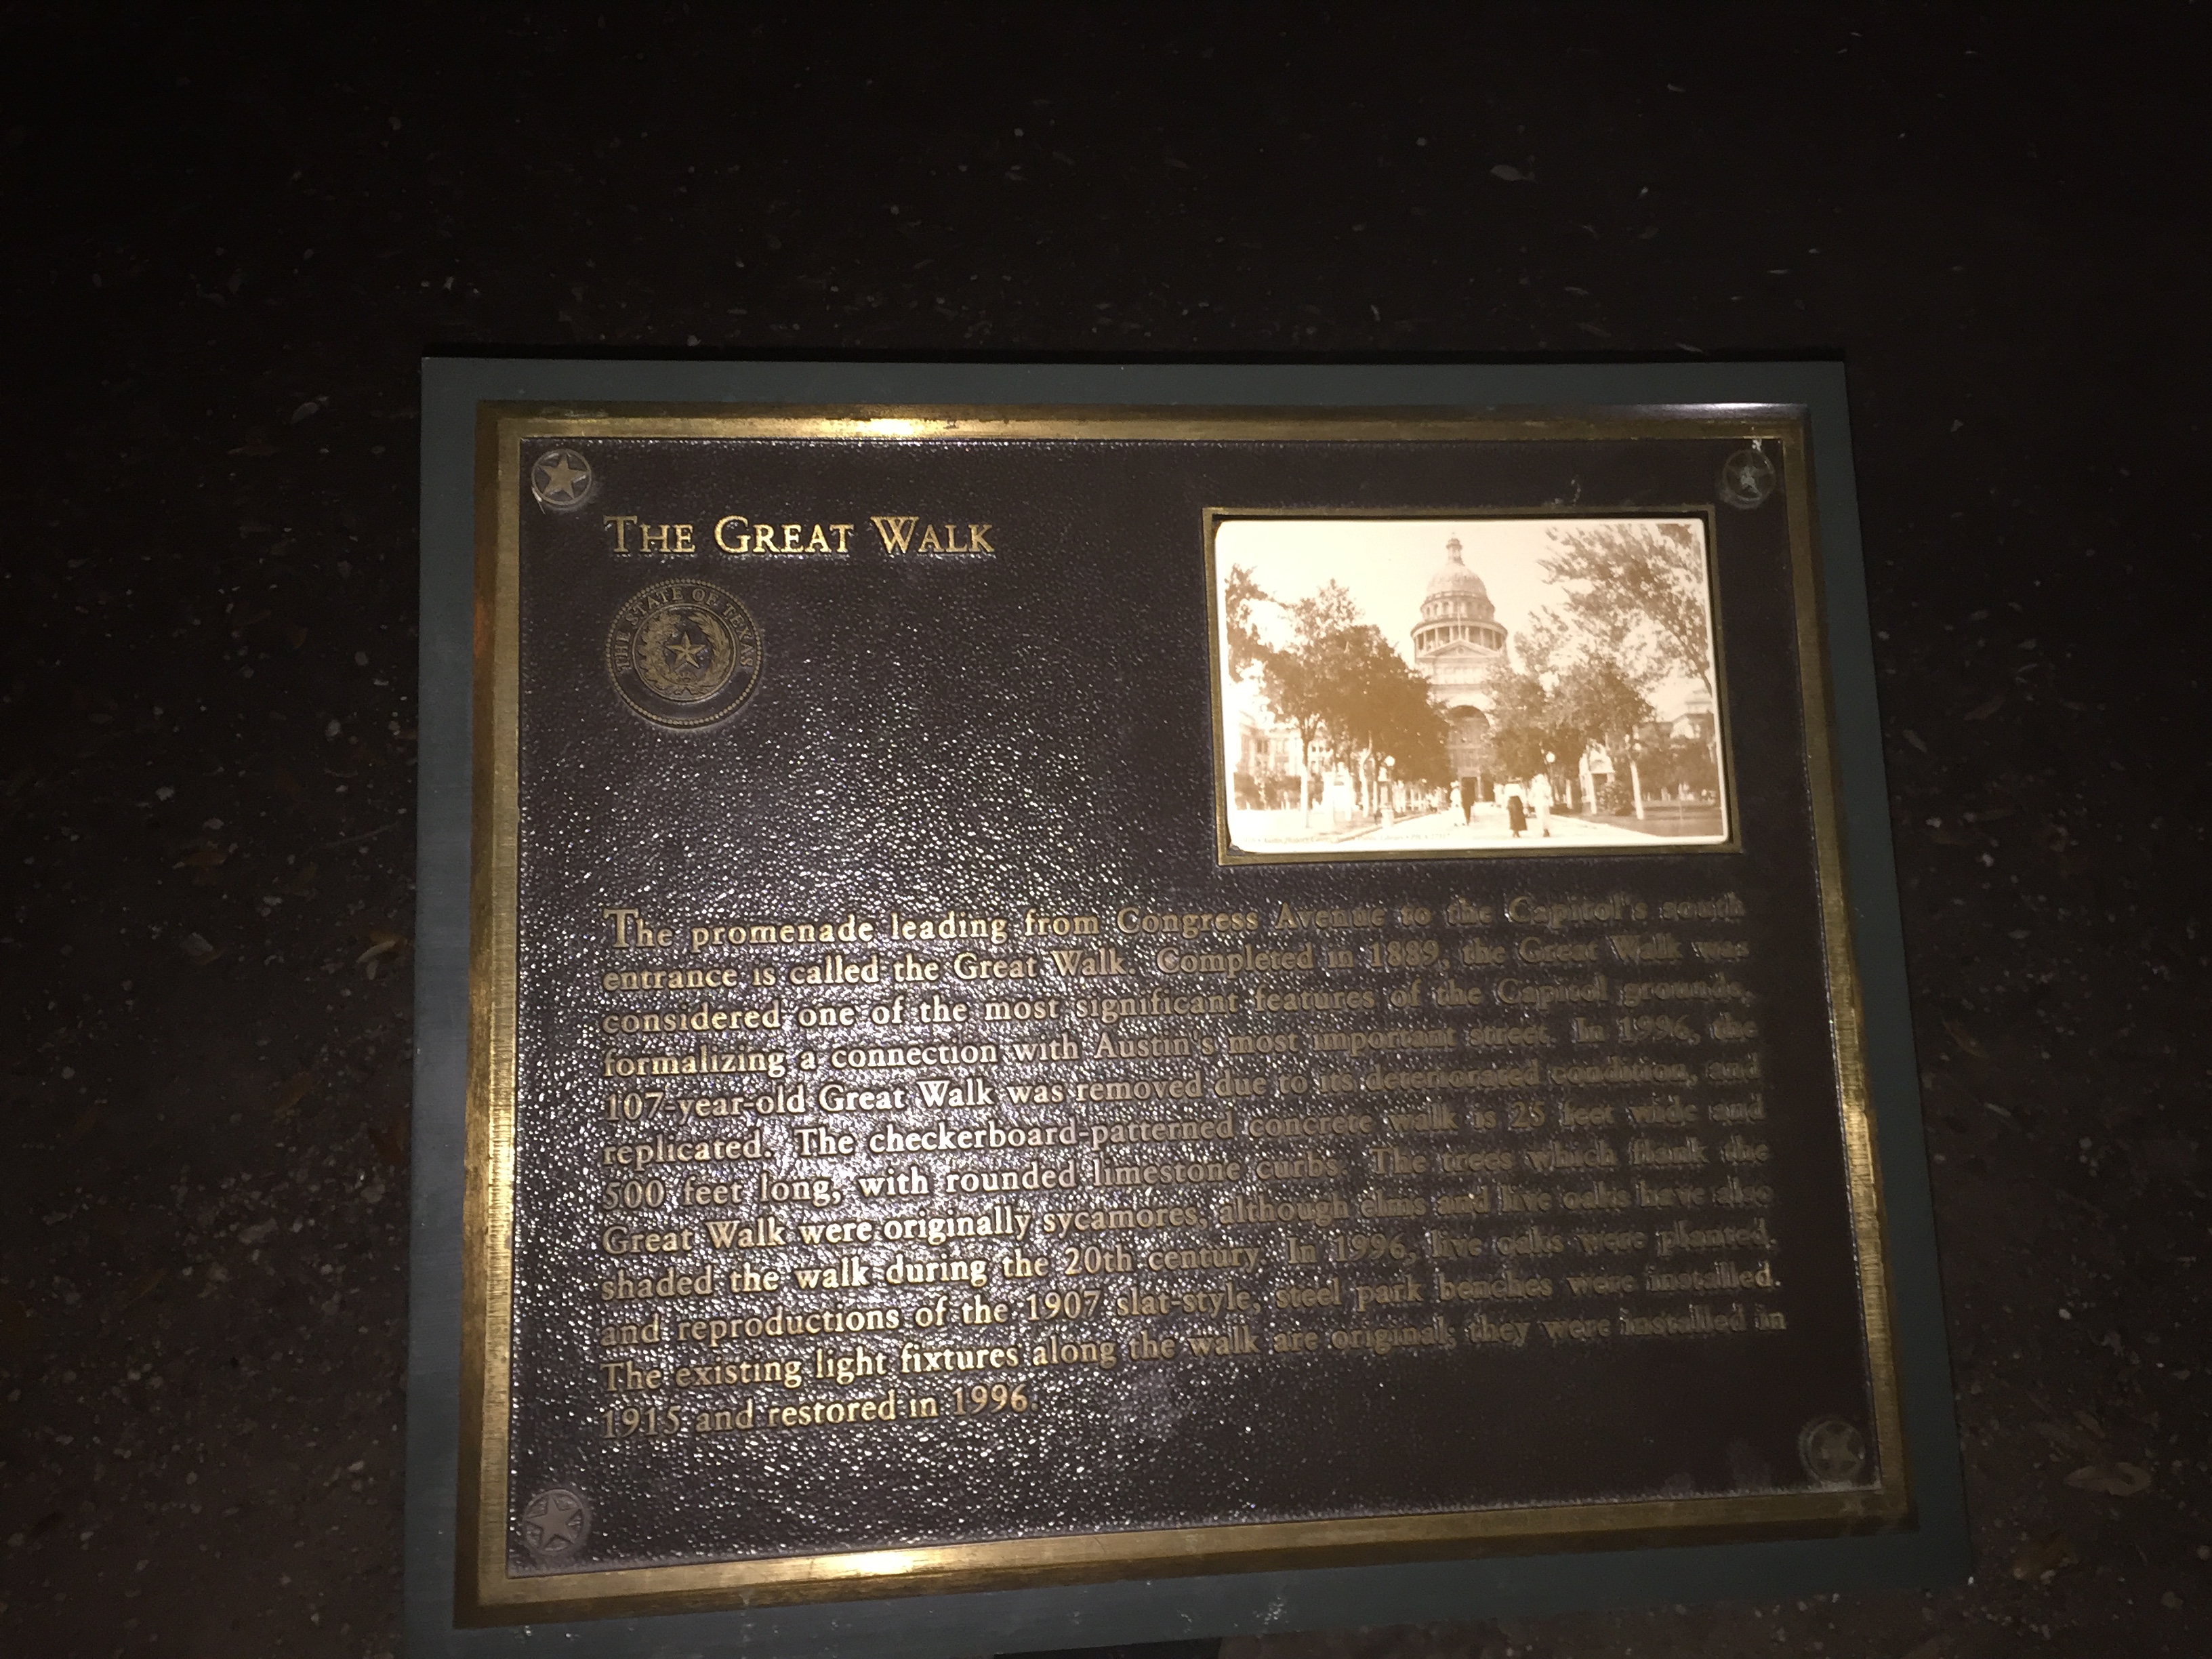 THE GREAT WALK
THE STATE OF TEXAS
The promenade leading from Congress Avenue to the Capitol's south
entrance is called the Great Walk. Completed in 1889, the Great Walk was
considered one of the most significant features of the Capitol grounds,
formalizing a connection with Austin's most important street. In 1996, the
107-year-old Great Walk was removed due to its deteriorated condition, and
replicated. The checkerboard-patterned concrete walk is 25 feet wide and
500 feet long, with rounded limestone curbs. The trees which flank the
Great Walk were originally sycamores, although elms and live oaks have also
shaded the walk during the 20th century. In 1996, live oaks were planted,
and reproductions of the 1907 slat-style, steel park benches were installed.
The existing light fixtures along the walk are original; they were installed in
1915 and restored in 1996.